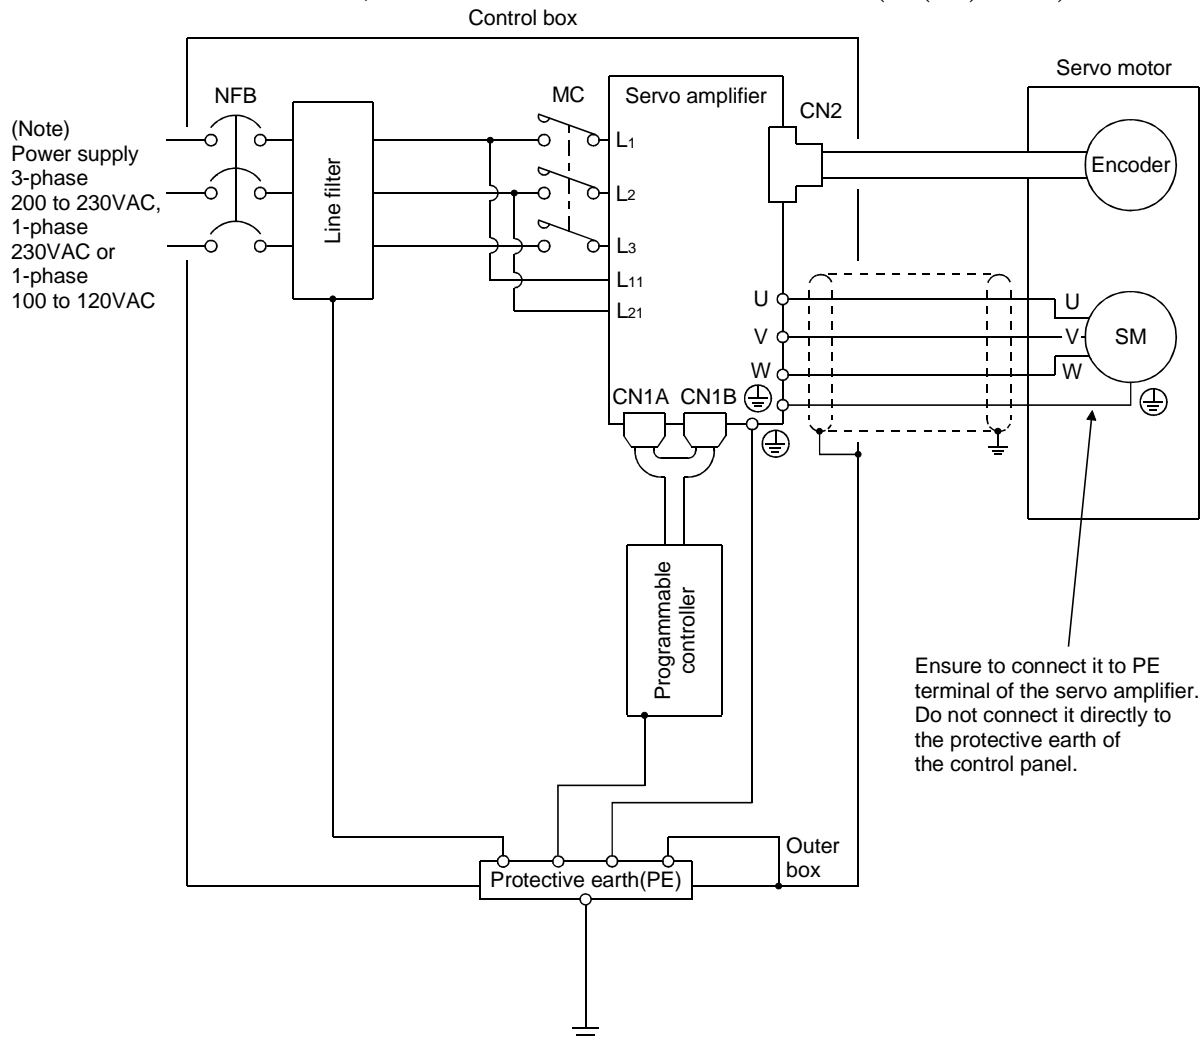 Control box
Servo motor
NFB
MC
Servo amplifier
CN2
(Note)
Power supply
3-phase
200 to 230VAC,
1-phase
230VAC or
1-phase
100 to 120VAC
Line filter
L1
L2
L3
L11
L21
Encoder
U
V
W
U
V
W
SM
CN1A
CN1B
Programmable
controller
Ensure to connect it to PE
terminal of the servo amplifier.
Do not connect it directly to
the protective earth of
the control panel.
Outer
box
Protective earth(PE)